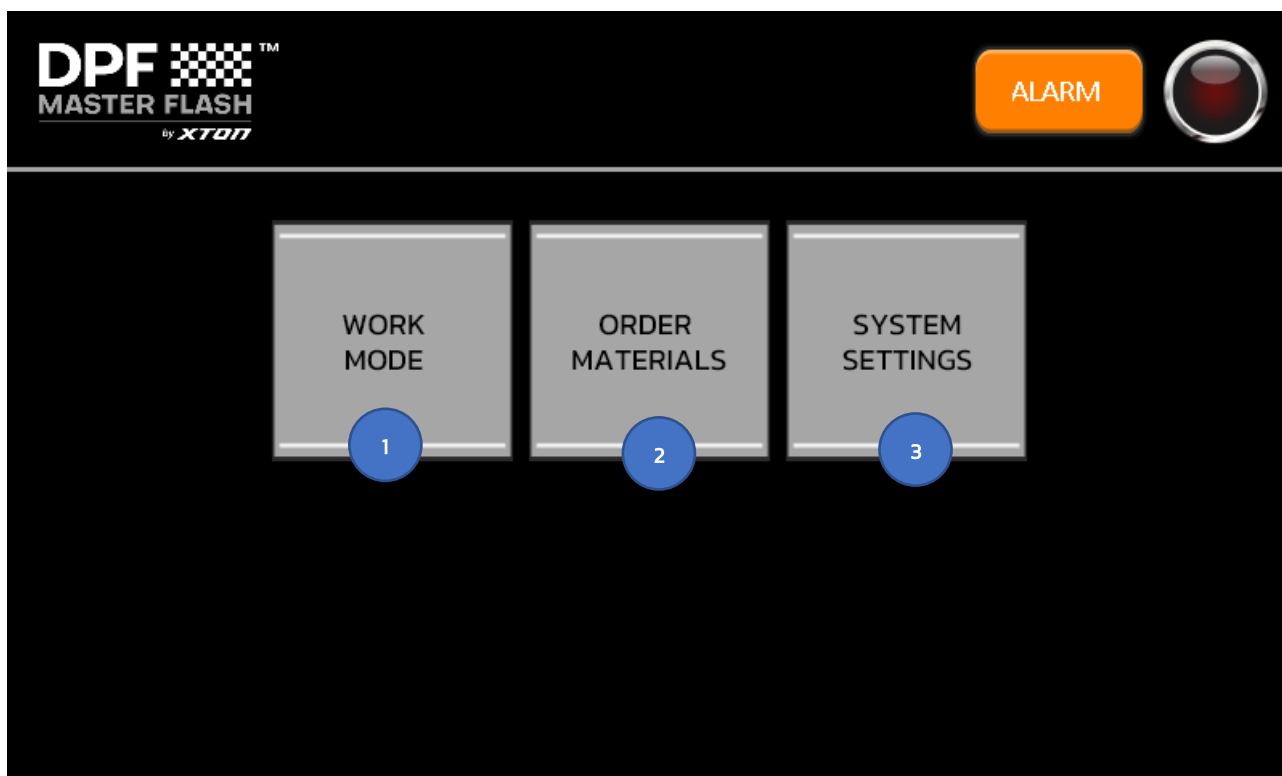 DPF ™
MASTER FLASH
by XTON
ALARM
WORK
MODE
ORDER
MATERIALS
SYSTEM
SETTINGS
1
2
3